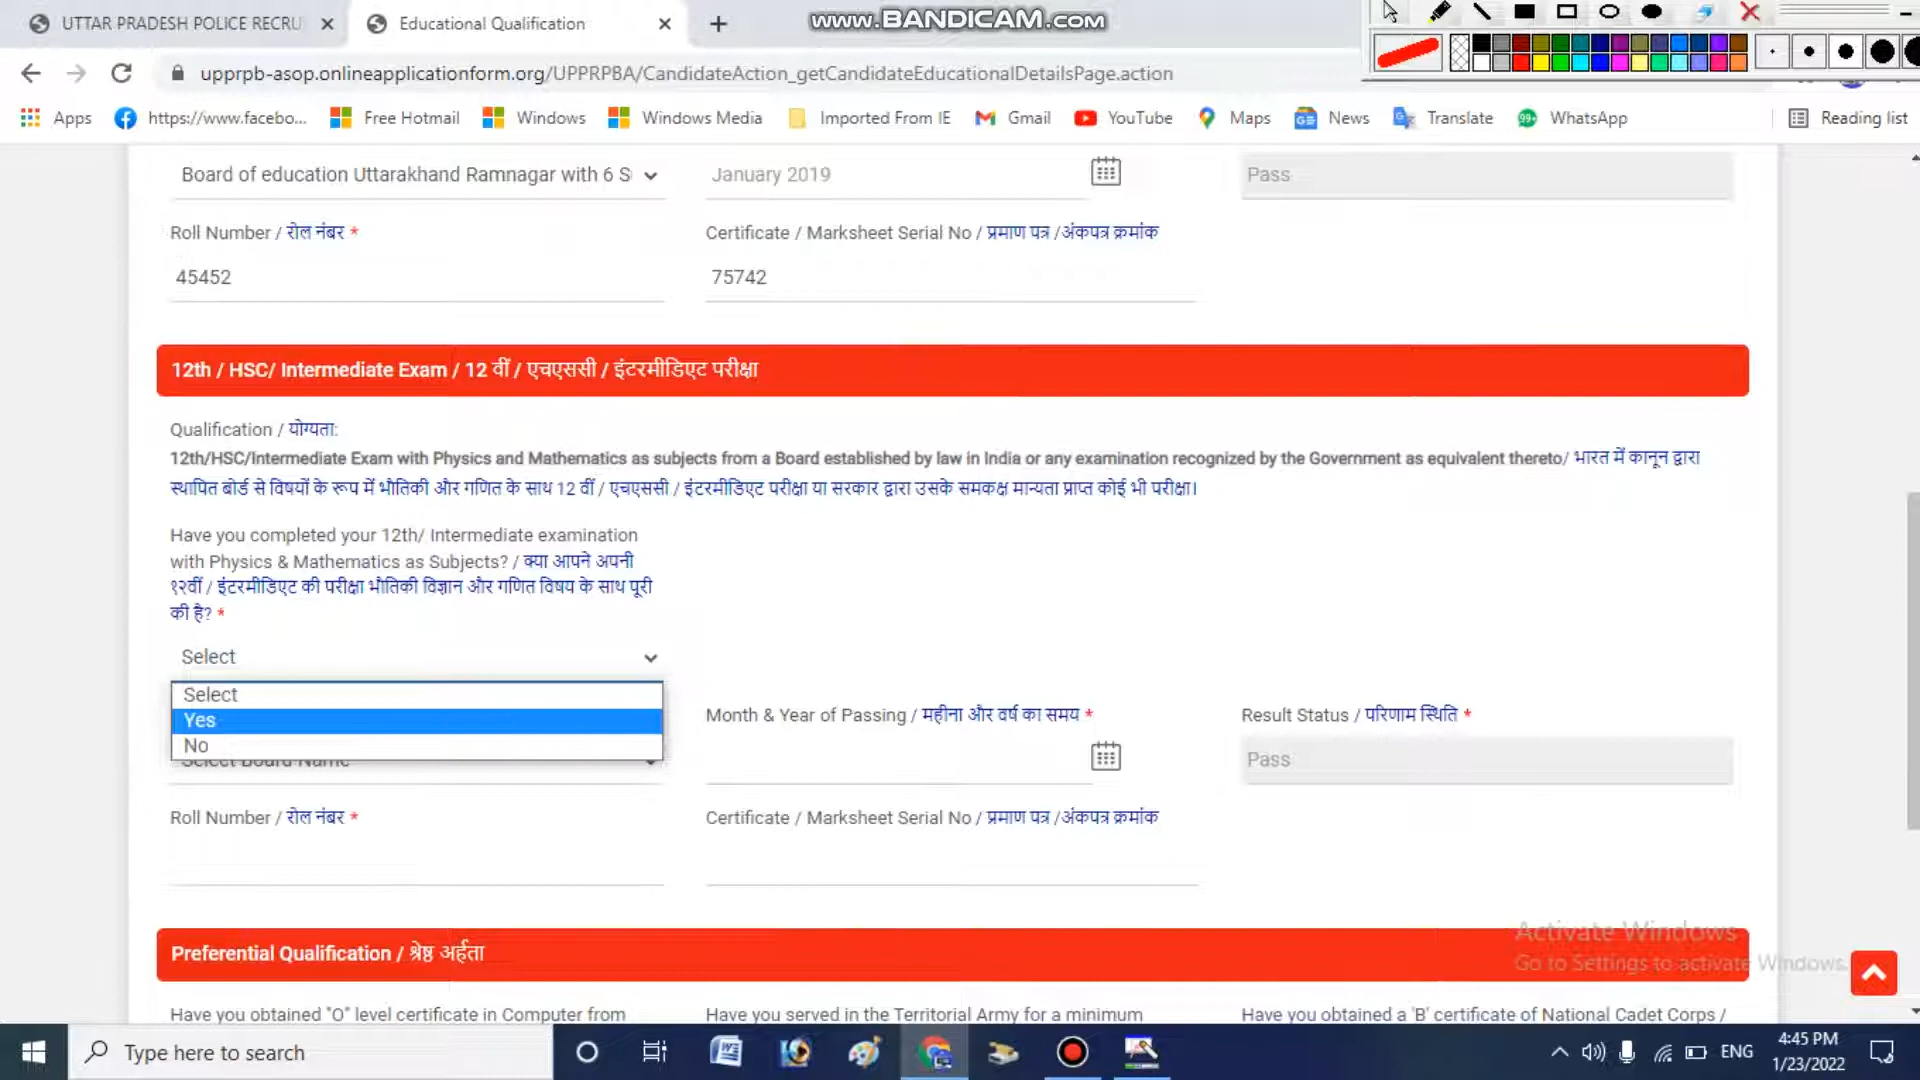 UTTAR PRADESH POLICE RECRU
Educational Qualification
www.BANDICAM.com
upprpb-asop.onlineapplicationform.org/UPPRPBA/CandidateAction_getCandidateEducationalDetailsPage.action
Apps
https://www.facebo...
Free Hotmail
Windows
Windows Media
Imported From IE
Gmail
YouTube
Maps
News
Translate
WhatsApp
Reading list
Board of education Uttarakhand Ramnagar with 6 S
January 2019
Pass
Roll Number / रोल नंबर *
Certificate / Marksheet Serial No / प्रमाण पत्र /अंकपत्र क्रमांक
45452
75742
12th / HSC/ Intermediate Exam / 12 वीं / एचएससी / इंटरमीडिएट परीक्षा
Qualification / योग्यता:
12th/HSC/Intermediate Exam with Physics and Mathematics as subjects from a Board established by law in India or any examination recognized by the Government as equivalent thereto/ भारत में कानून द्वारा
स्थापित बोर्ड से विषयों के रूप में भौतिकी और गणित के साथ 12 वीं / एचएससी / इंटरमीडिएट परीक्षा या सरकार द्वारा उसके समकक्ष मान्यता प्राप्त कोई भी परीक्षा।
Have you completed your 12th/ Intermediate examination
with Physics & Mathematics as Subjects? / क्या आपने अपनी
१२वीं / इंटरमीडिएट की परीक्षा भौतिकी विज्ञान और गणित विषय के साथ पूरी
की है? *
Select
Select
Yes
No
Month & Year of Passing / महीना और वर्ष का समय *
Result Status / परिणाम स्थिति *
Select Board Name
Pass
Roll Number / रोल नंबर *
Certificate / Marksheet Serial No / प्रमाण पत्र /अंकपत्र क्रमांक
Preferential Qualification / श्रेष्ठ अर्हता
Activate Windows
Go to Settings to activate Windows.
Have you obtained "O" level certificate in Computer from
Have you served in the Territorial Army for a minimum
Have you obtained a 'B' certificate of National Cadet Corps /
Type here to search
99+
ENG
4:45 PM
1/23/2022